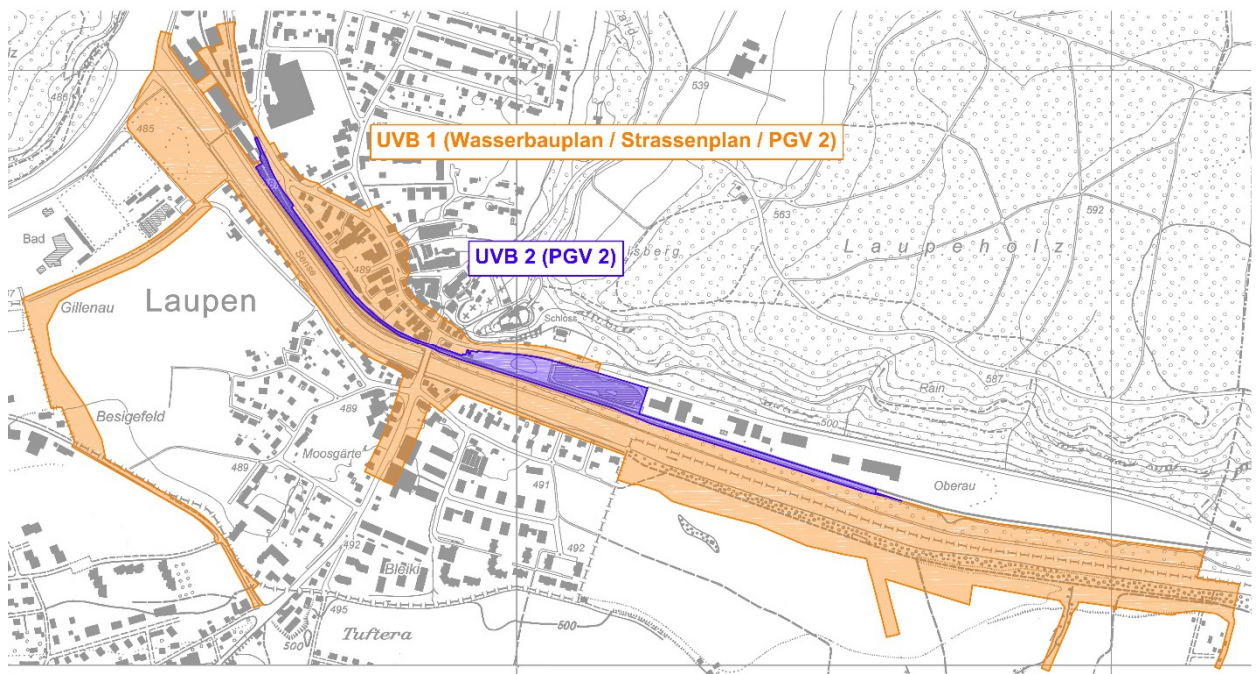 539
486
485
UVB 1 (Wasserbauplan / Strassenplan / PGV 2)
563
592
Bad
Sense
489
UVB 2 (PGV 2)
Laupeholz
Gillenau
Laupen
Schloss
587
Rain
500
Besigefeld
489
Moosgärte
489
491
Oberau
492
Bleiki
492
495
500
Tuftera
500